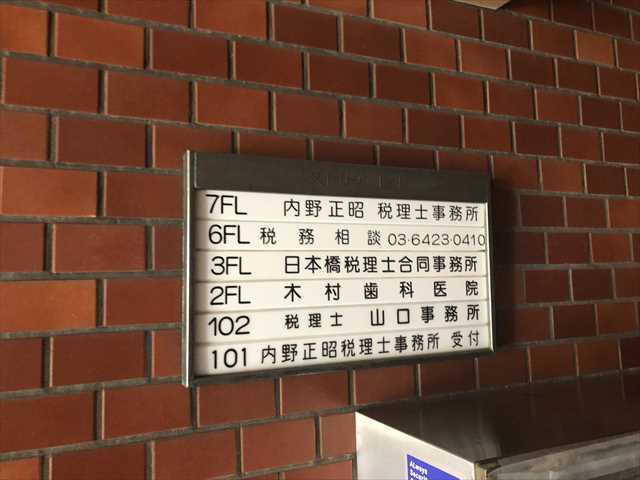 7FL 内野正昭 税理士事務所
6FL 税務相談 03-6423-0410
3FL 日本橋税理士合同事務所
2FL 木村歯科医院
102 税理士 山口事務所
101 内野正昭税理士事務所 受付
Always